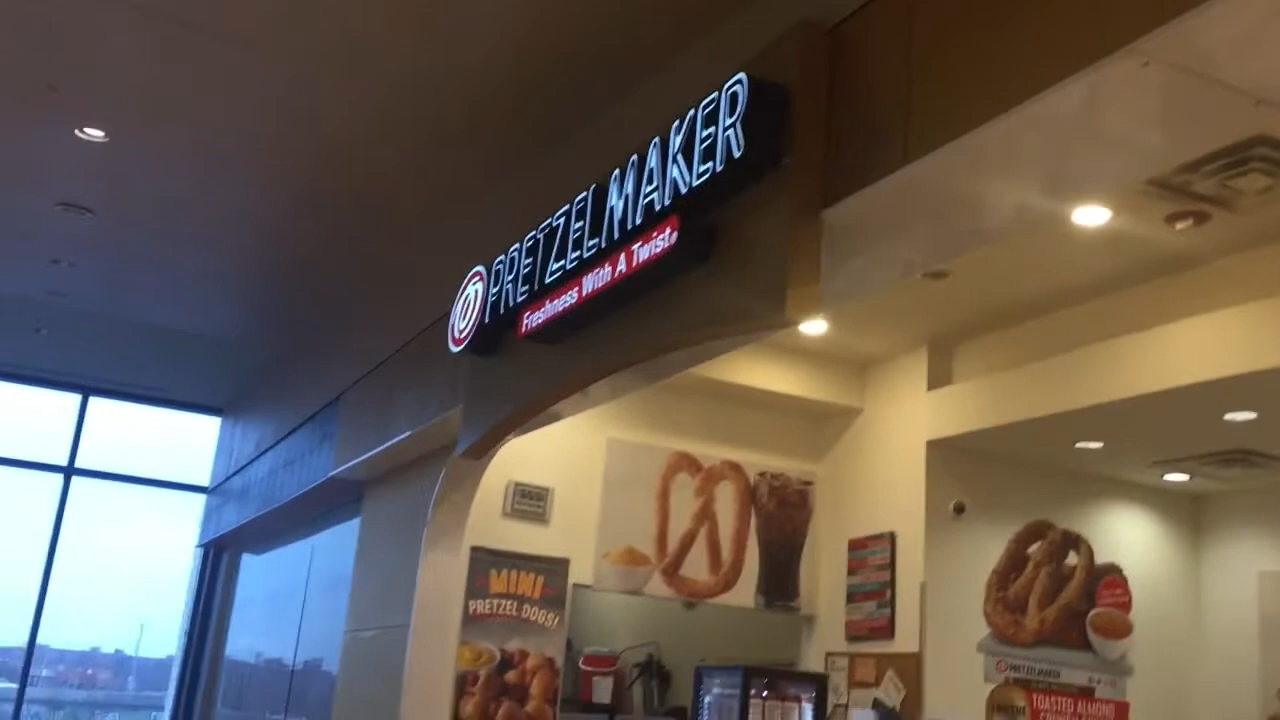 PRETZELMAKER
Freshness With A Twist.
MINI
PRETZEL DOGS!
PRETZELMAKER
TOASTED ALMOND